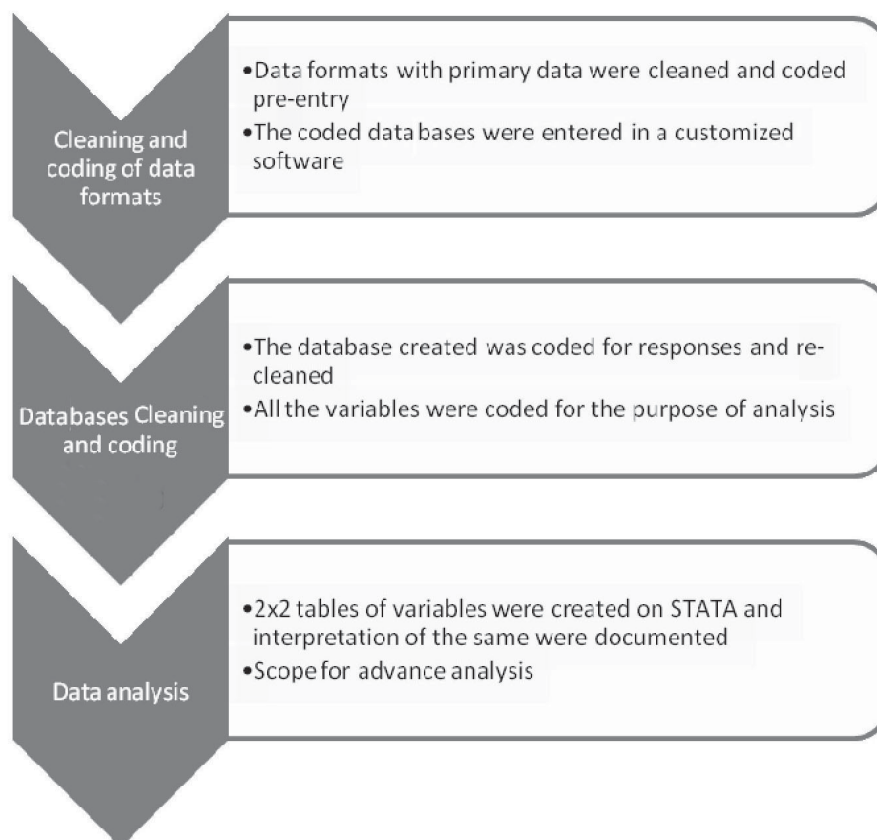 Cleaning and
coding of data
formats
•Data formats with primary data were cleaned and coded
pre-entry
•The coded databases were entered in a customized
software
Databases Cleaning
and coding
•The database created was coded for responses and re-
cleaned
•All the variables were coded for the purpose of analysis
Data analysis
•2x2 tables of variables were created on STATA and
interpretation of the same were documented
•Scope for advance analysis